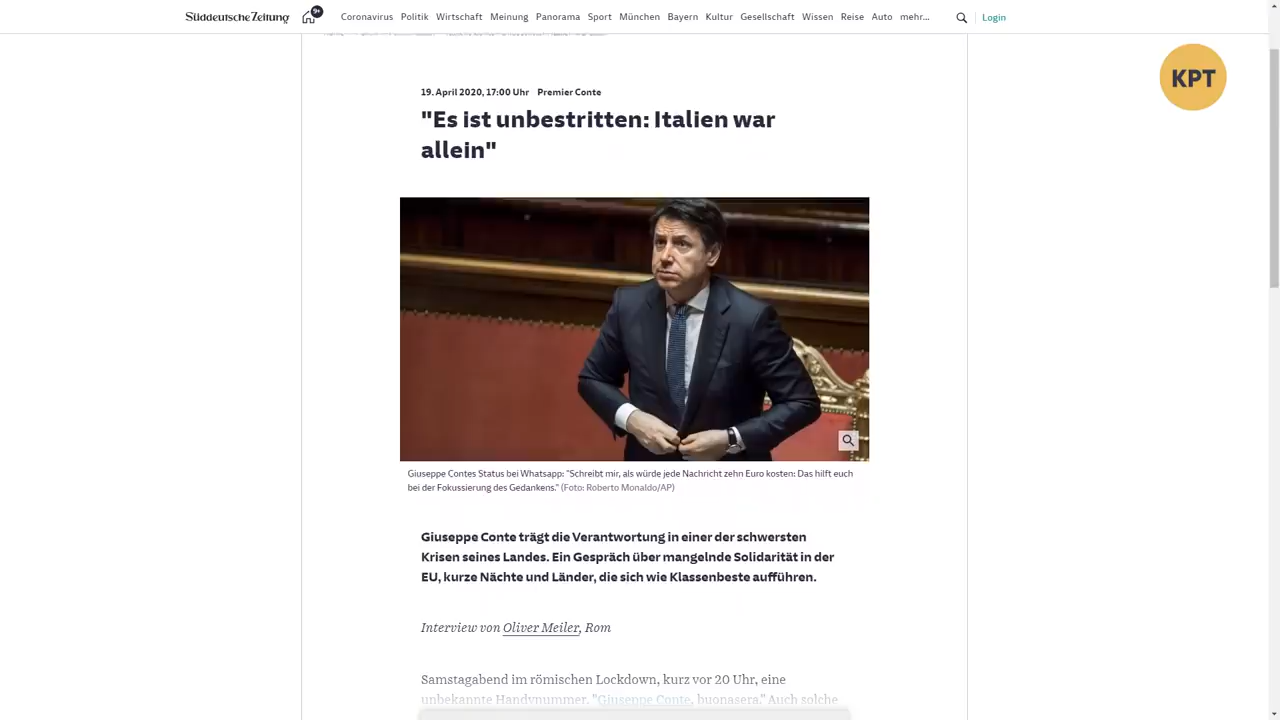 Süddeutsche Zeitung 9+ Coronavirus Politik Wirtschaft Meinung Panorama Sport München Bayern Kultur Gesellschaft Wissen Reise Auto mehr... Login
KPT
19. April 2020, 17:00 Uhr Premier Conte
"Es ist unbestritten: Italien war
allein"
Giuseppe Contes Status bei Whatsapp: "Schreibt mir, als würde jede Nachricht zehn Euro kosten: Das hilft euch
bei der Fokussierung des Gedankens." (Foto: Roberto Monaldo/AP)
Giuseppe Conte trägt die Verantwortung in einer der schwersten
Krisen seines Landes. Ein Gespräch über mangelnde Solidarität in der
EU, kurze Nächte und Länder, die sich wie Klassenbeste aufführen.
Interview von Oliver Meiler, Rom
Samstagabend im römischen Lockdown, kurz vor 20 Uhr, eine
unbekannte Handynummer. "Giuseppe Conte, buonasera." Auch solche